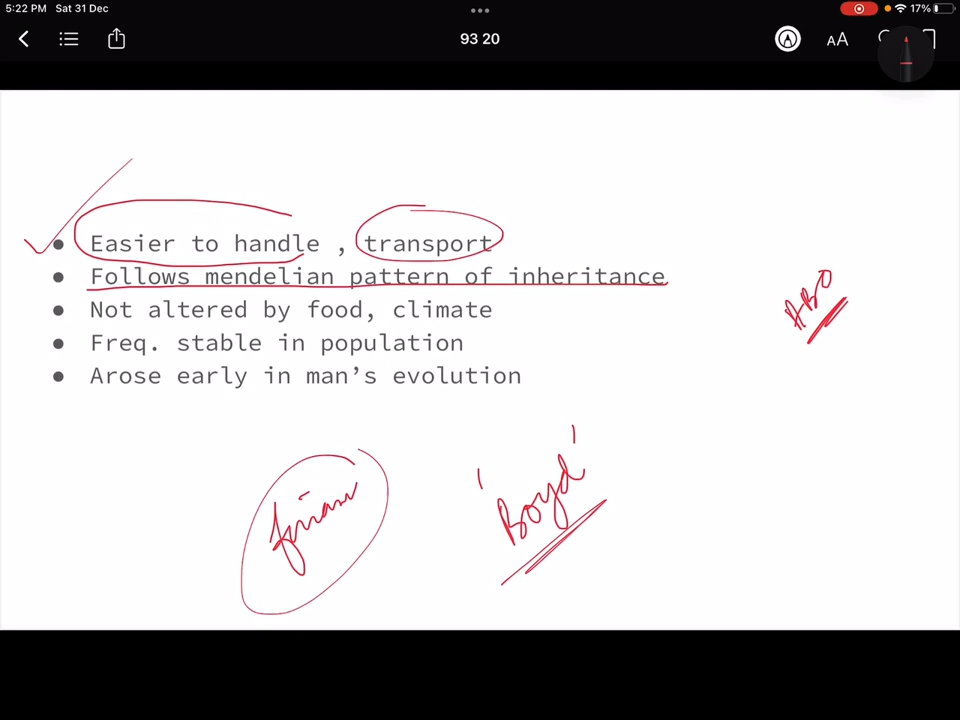 5:22 PM Sat 31 Dec
17%
93 20
AA
• Easier to handle , transport
• Follows mendelian pattern of inheritance
• Not altered by food, climate
• Freq. stable in population
• Arose early in man’s evolution
ABO
'Boyd'